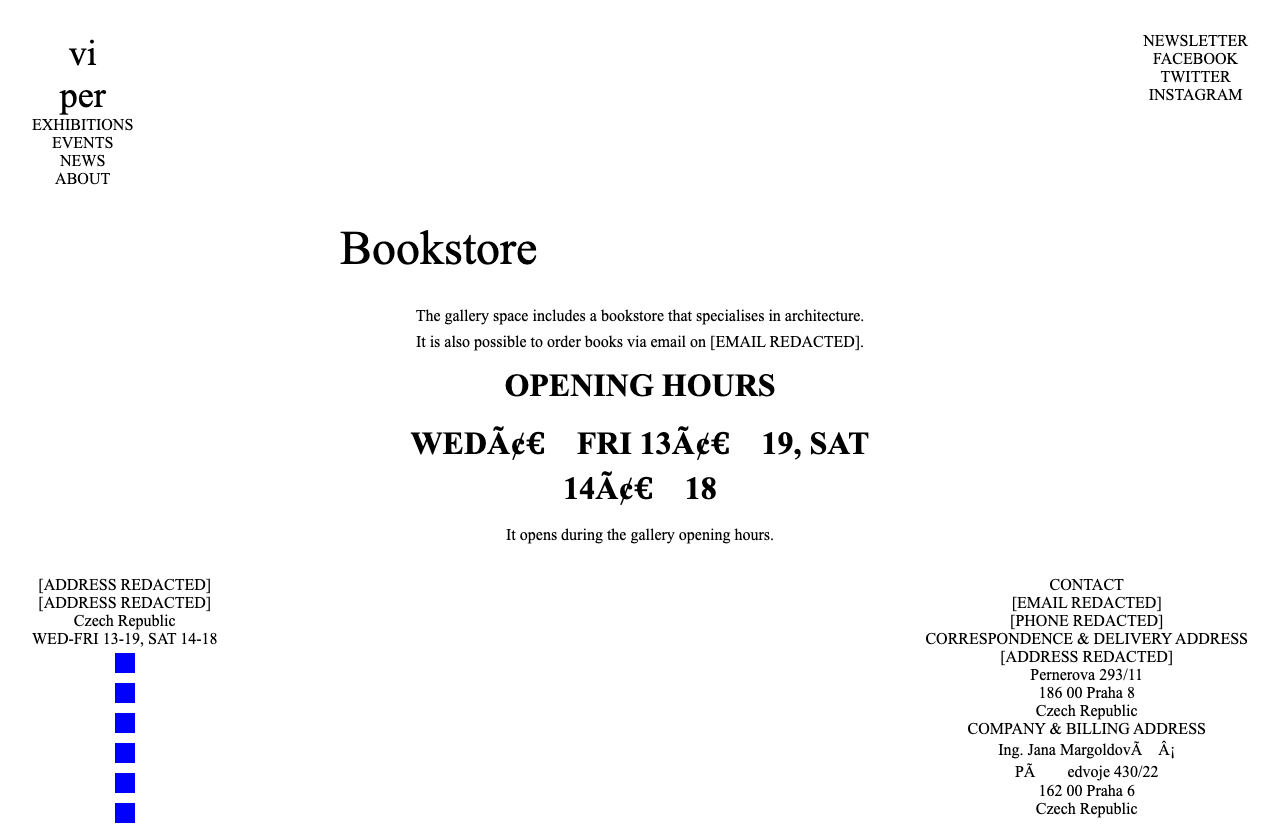 vi
per
EXHIBITIONS
EVENTS
NEWS
ABOUT
NEWSLETTER
FACEBOOK
TWITTER
INSTAGRAM
Bookstore
The gallery space includes a bookstore that specialises in architecture.
It is also possible to order books via email on [EMAIL REDACTED].
OPENING HOURS
WEDÃ¢€ FRI 13Ã¢€ 19, SAT
14Ã¢€ 18
It opens during the gallery opening hours.
[ADDRESS REDACTED]
[ADDRESS REDACTED]
Czech Republic
WED-FRI 13-19, SAT 14-18
CONTACT
[EMAIL REDACTED]
[PHONE REDACTED]
CORRESPONDENCE & DELIVERY ADDRESS
[ADDRESS REDACTED]
Pernerova 293/11
186 00 Praha 8
Czech Republic
COMPANY & BILLING ADDRESS
Ing. Jana MargoldovÃ Â¡
PÃ edvoje 430/22
162 00 Praha 6
Czech Republic